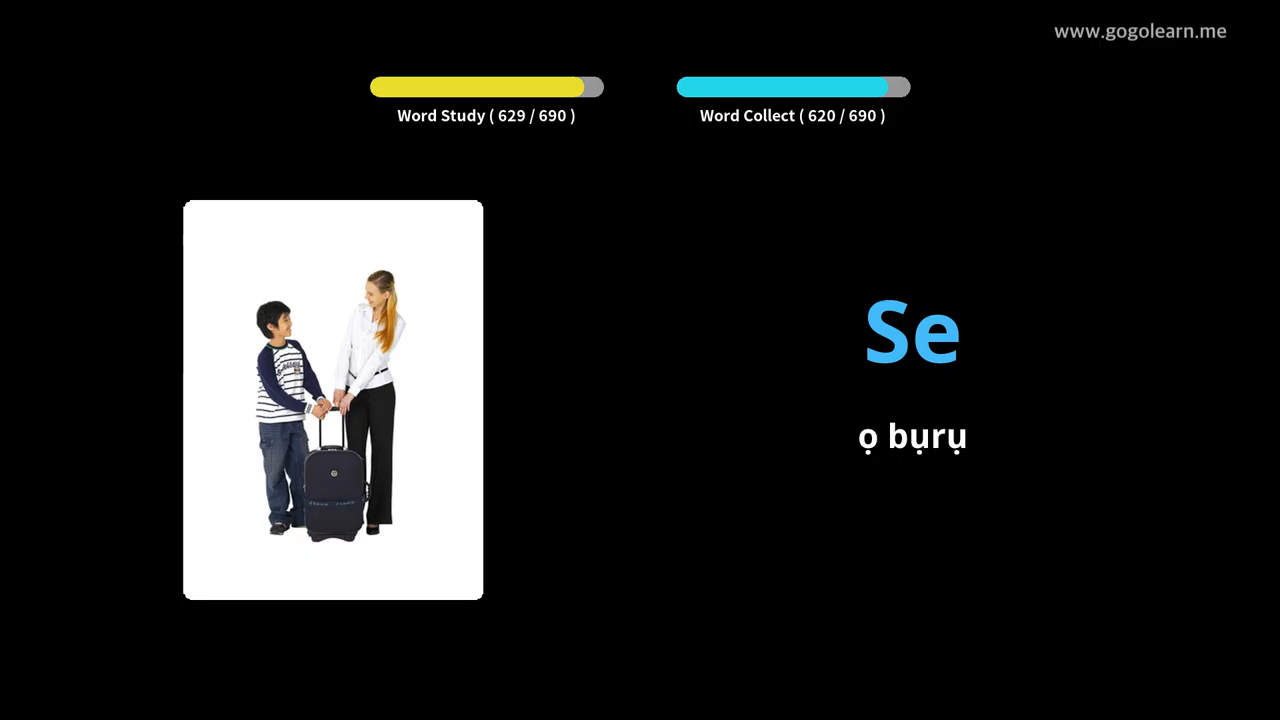 www.gogolearn.me
Word Study ( 629 / 690 )
Word Collect ( 620 / 690 )
Se
ọ bụrụ